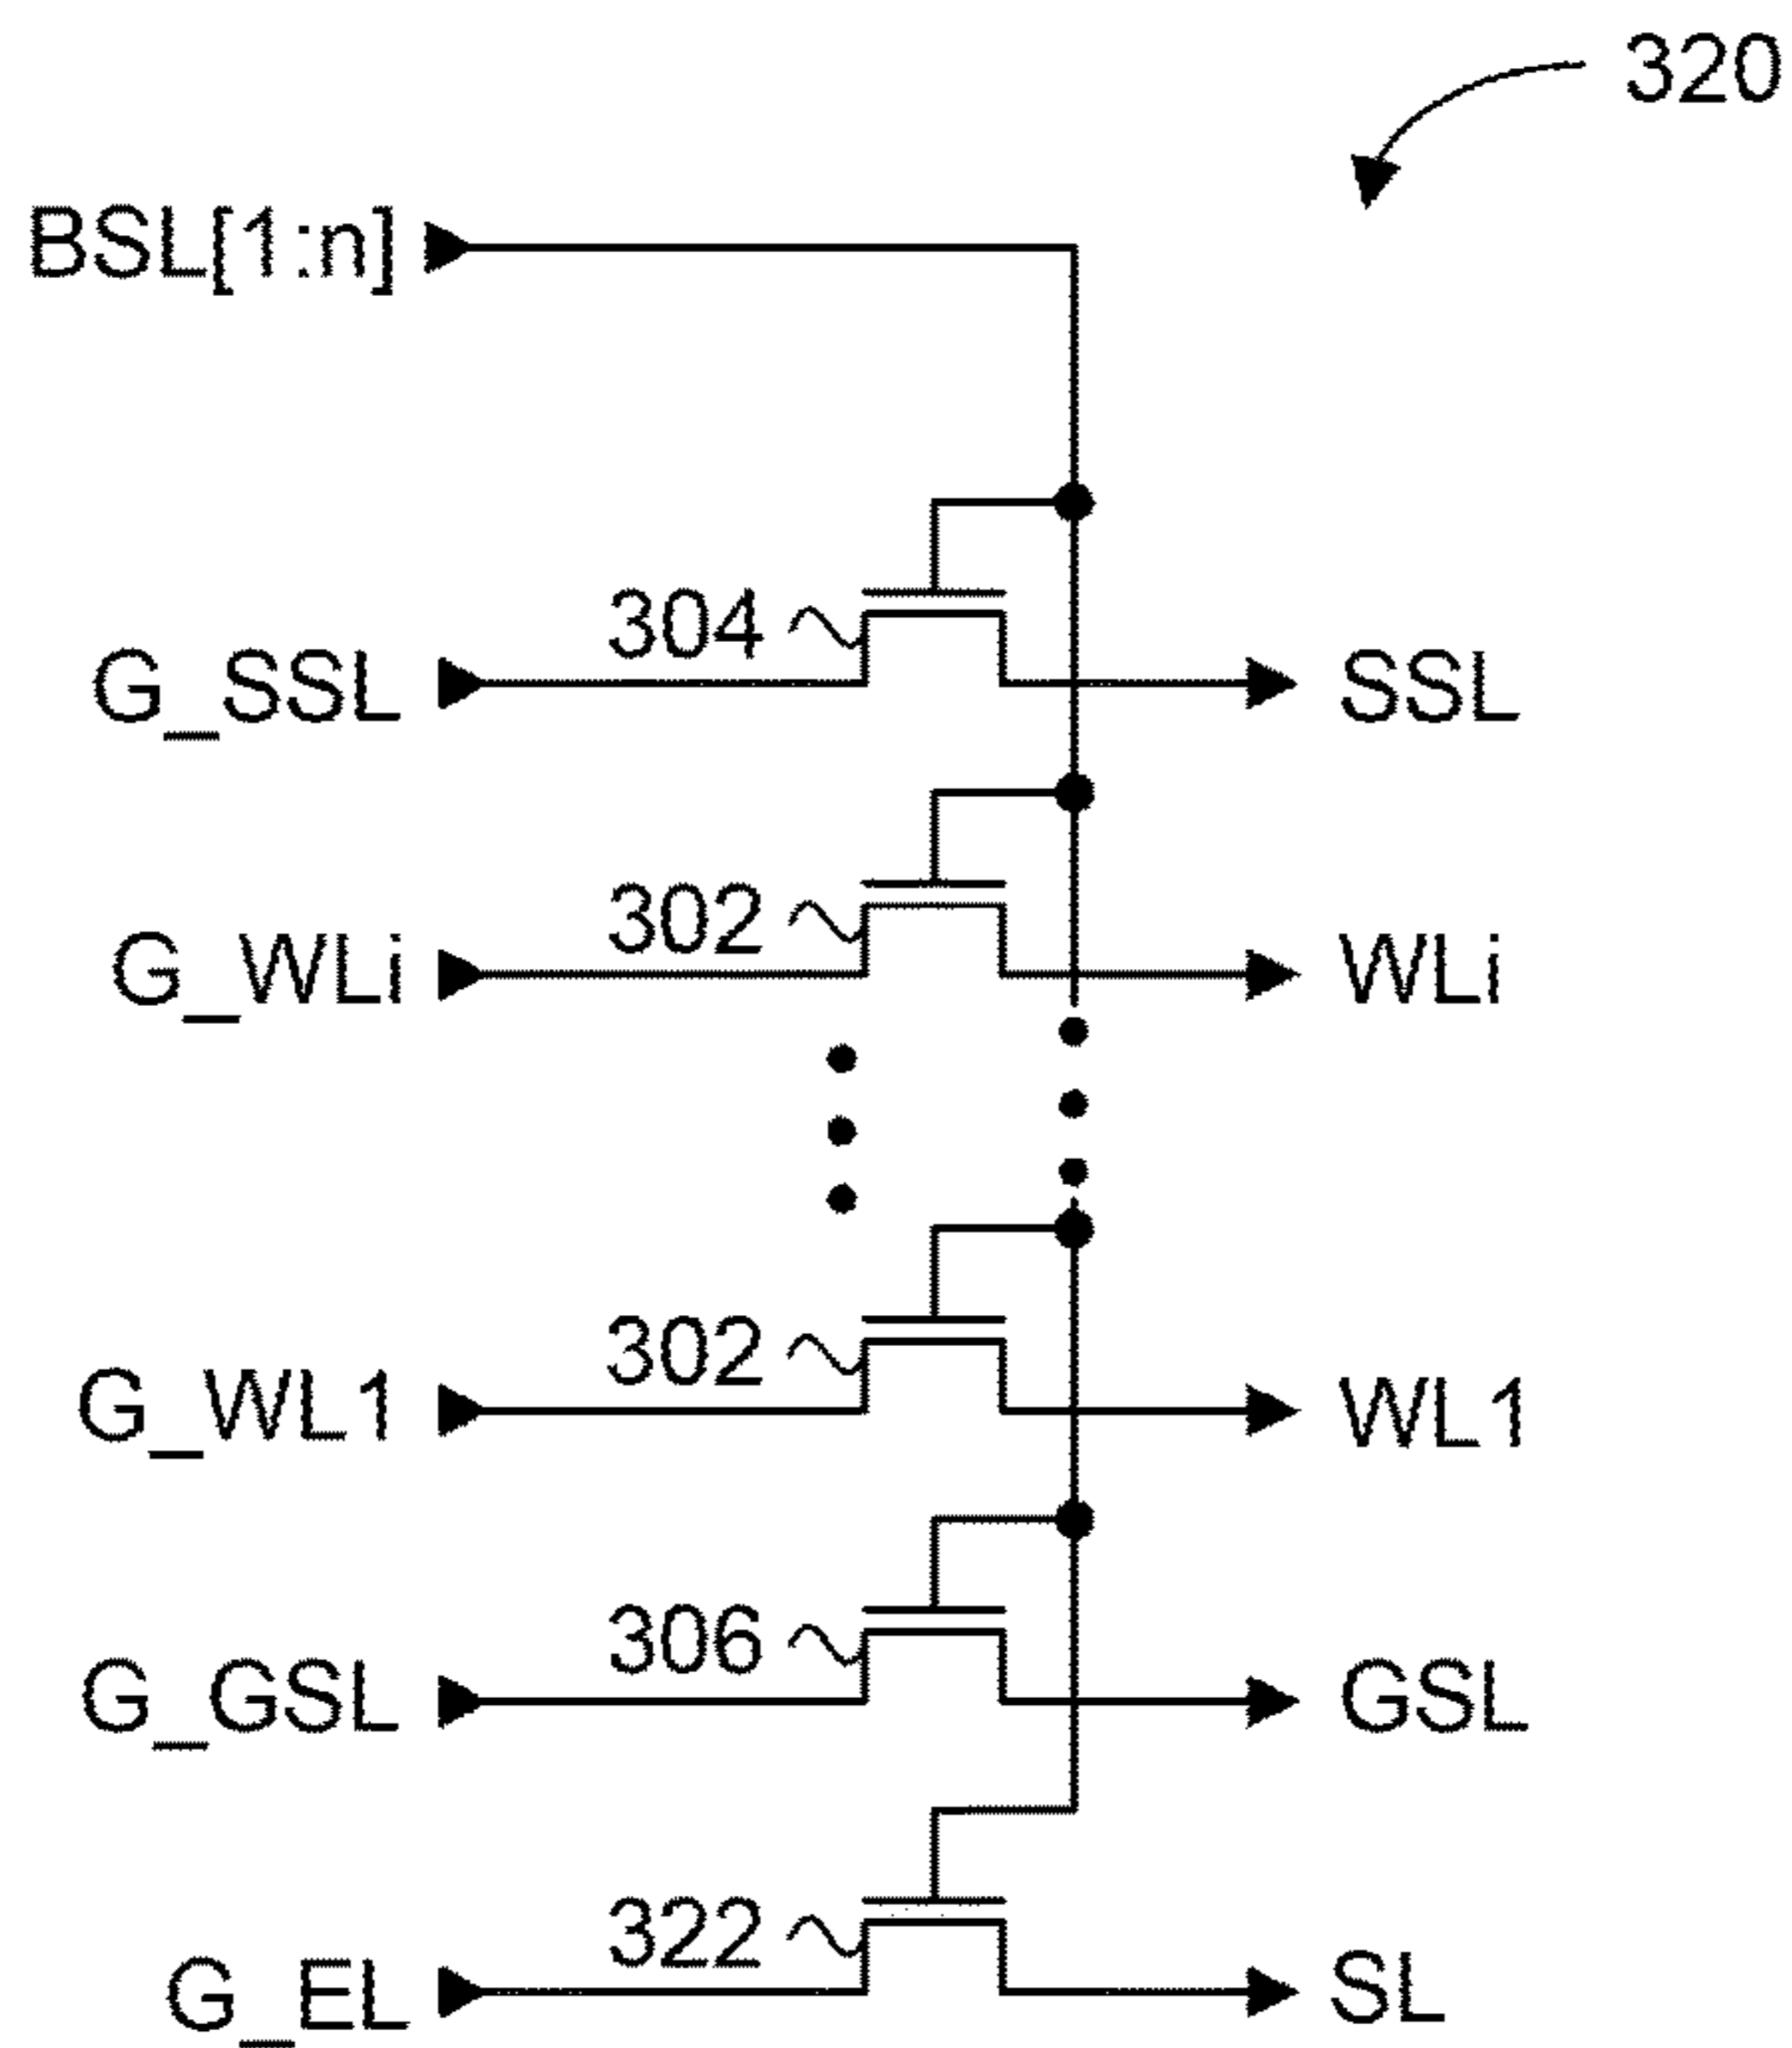 320
BSL[1:n]
304
G_SSL SSL
302
G_WLi WLi
302
G_WL1 WL1
306
G_GSL GSL
322
G_EL SL